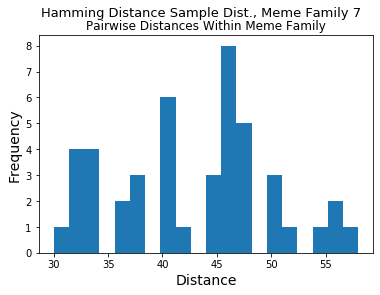 Hamming Distance Sample Dist., Meme Family 7
Pairwise Distances Within Meme Family
8
7
6
5
4
3
2
1
0
Frequency
30 35 40 45 50 55
Distance